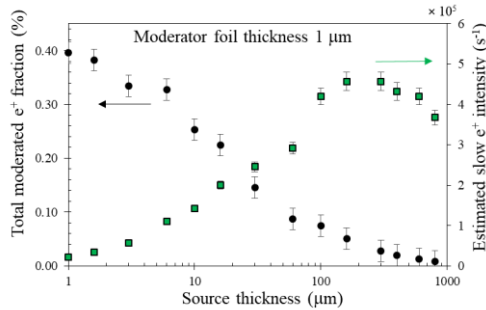 × 10⁵
Moderator foil thickness 1 µm
Total moderated e⁺ fraction (%)
0.40
0.30
0.20
0.10
0.00
6
5
4
3
2
1
0
Estimated slow e⁺ intensity (s⁻¹)
1 10 100 1000
Source thickness (µm)